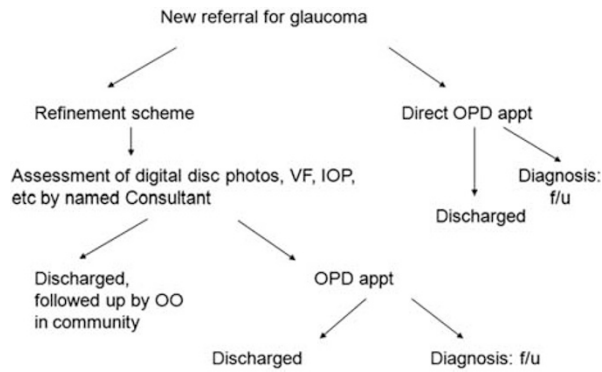 New referral for glaucoma
Refinement scheme
Direct OPD appt
Assessment of digital disc photos, VF, IOP,
etc by named Consultant
Diagnosis:
f/u
Discharged
Discharged,
followed up by OO
in community
OPD appt
Discharged
Diagnosis: f/u